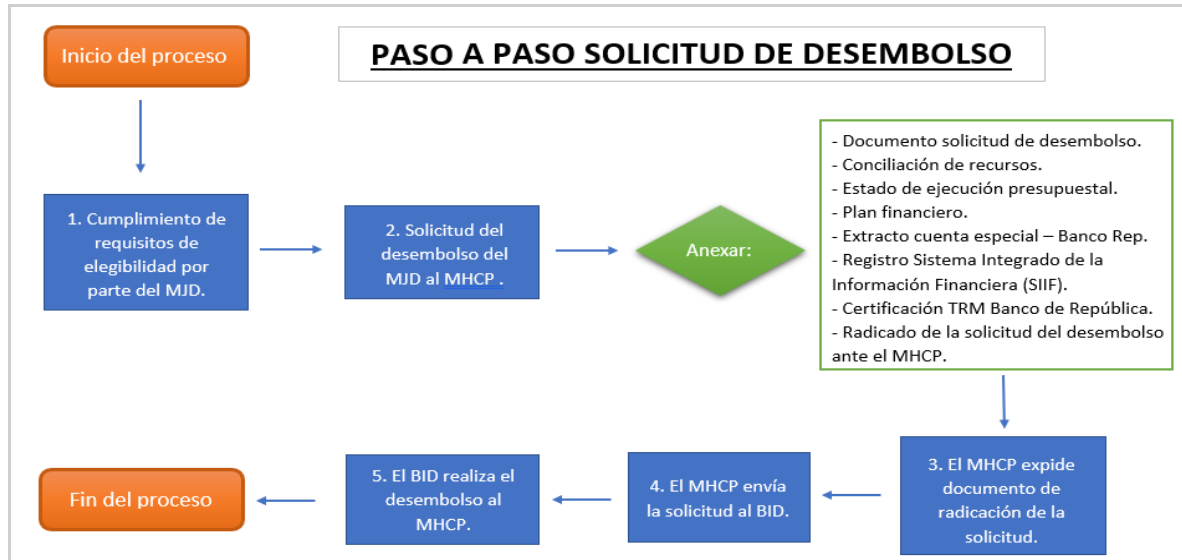 Inicio del proceso
PASO A PASO SOLICITUD DE DESEMBOLSO
1. Cumplimiento de
requisitos de
elegibilidad por
parte del MJD.
2. Solicitud del
desembolso del
MJD al MHCP .
Anexar:
- Documento solicitud de desembolso.
- Conciliación de recursos.
- Estado de ejecución presupuestal.
- Plan financiero.
- Extracto cuenta especial – Banco Rep.
- Registro Sistema Integrado de la
Información Financiera (SIIF).
- Certificación TRM Banco de República.
- Radicado de la solicitud del desembolso
ante el MHCP.
3. El MHCP expide
documento de
radicación de la
solicitud.
4. El MHCP envía
la solicitud al BID.
5. El BID realiza el
desembolso al
MHCP.
Fin del proceso